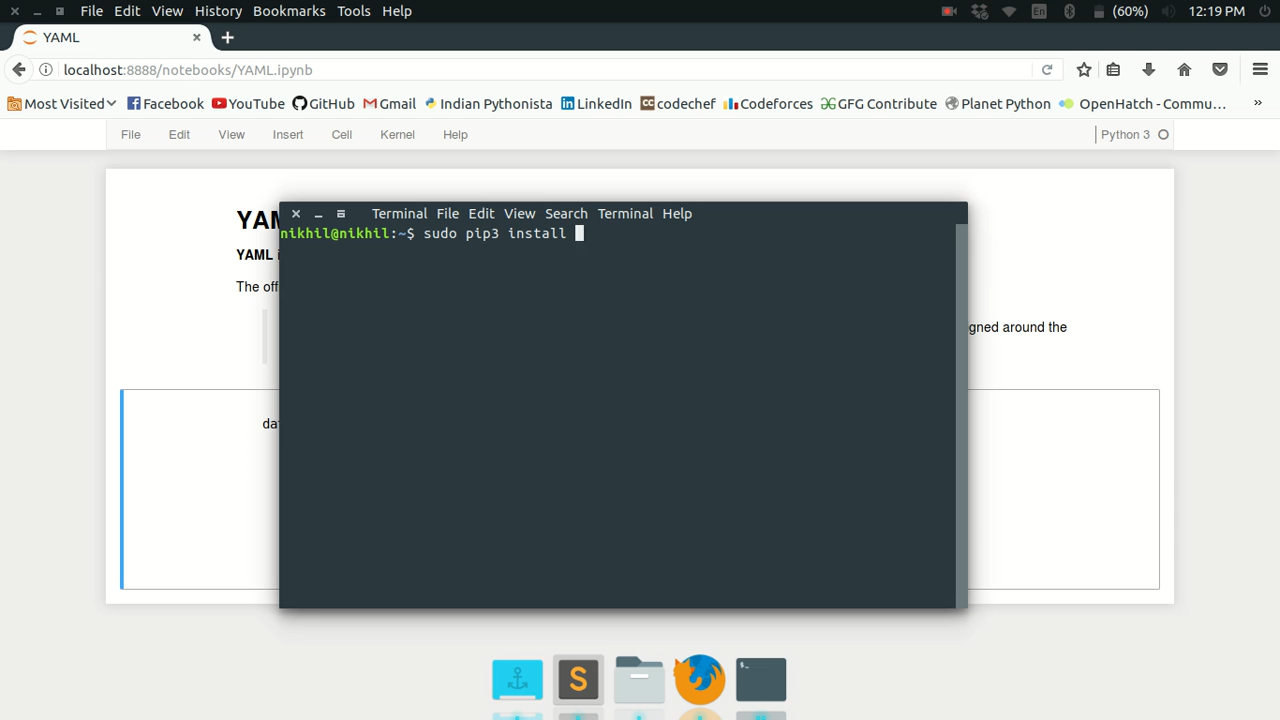 File Edit View History Bookmarks Tools Help En (60%) 12:19 PM
YAML
localhost:8888/notebooks/YAML.ipynb
Most Visited Facebook YouTube GitHub Gmail Indian Pythonista LinkedIn CC codechef Codeforces GFG Contribute Planet Python OpenHatch - Commu... »
File Edit View Insert Cell Kernel Help Python 3
YAM
Terminal File Edit View Search Terminal Help
nikhil@nikhil:~$ sudo pip3 install
YAML i
The off
gned around the
dat
S
$_